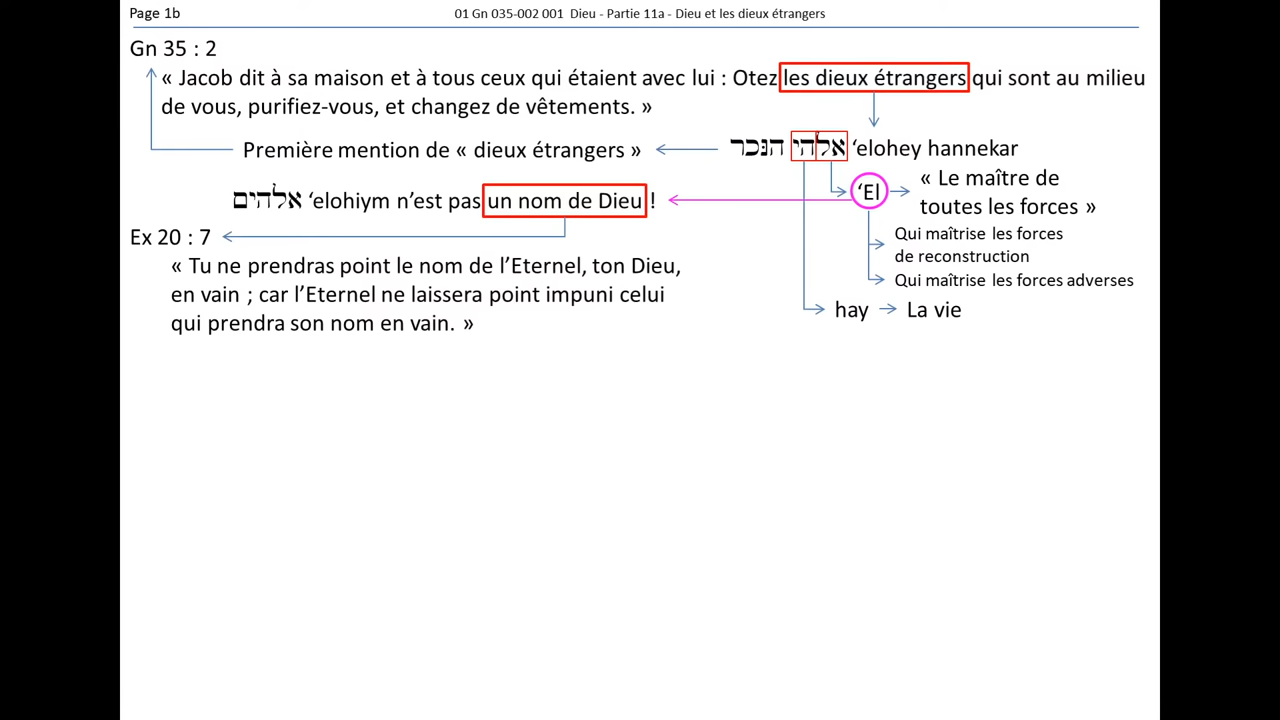 Page 1b
01 Gn 035-002 001 Dieu - Partie 11a - Dieu et les dieux étrangers
Gn 35 : 2
« Jacob dit à sa maison et à tous ceux qui étaient avec lui : Otez les dieux étrangers qui sont au milieu
de vous, purifiez-vous, et changez de vêtements. »
Première mention de « dieux étrangers »
אלהי הנּכר ‘elohey hannekar
‘El
« Le maître de
toutes les forces »
אלהים ‘elohiym n’est pas un nom de Dieu !
Qui maîtrise les forces
de reconstruction
Qui maîtrise les forces adverses
hay
La vie
Ex 20 : 7
« Tu ne prendras point le nom de l’Eternel, ton Dieu,
en vain ; car l’Eternel ne laissera point impuni celui
qui prendra son nom en vain. »